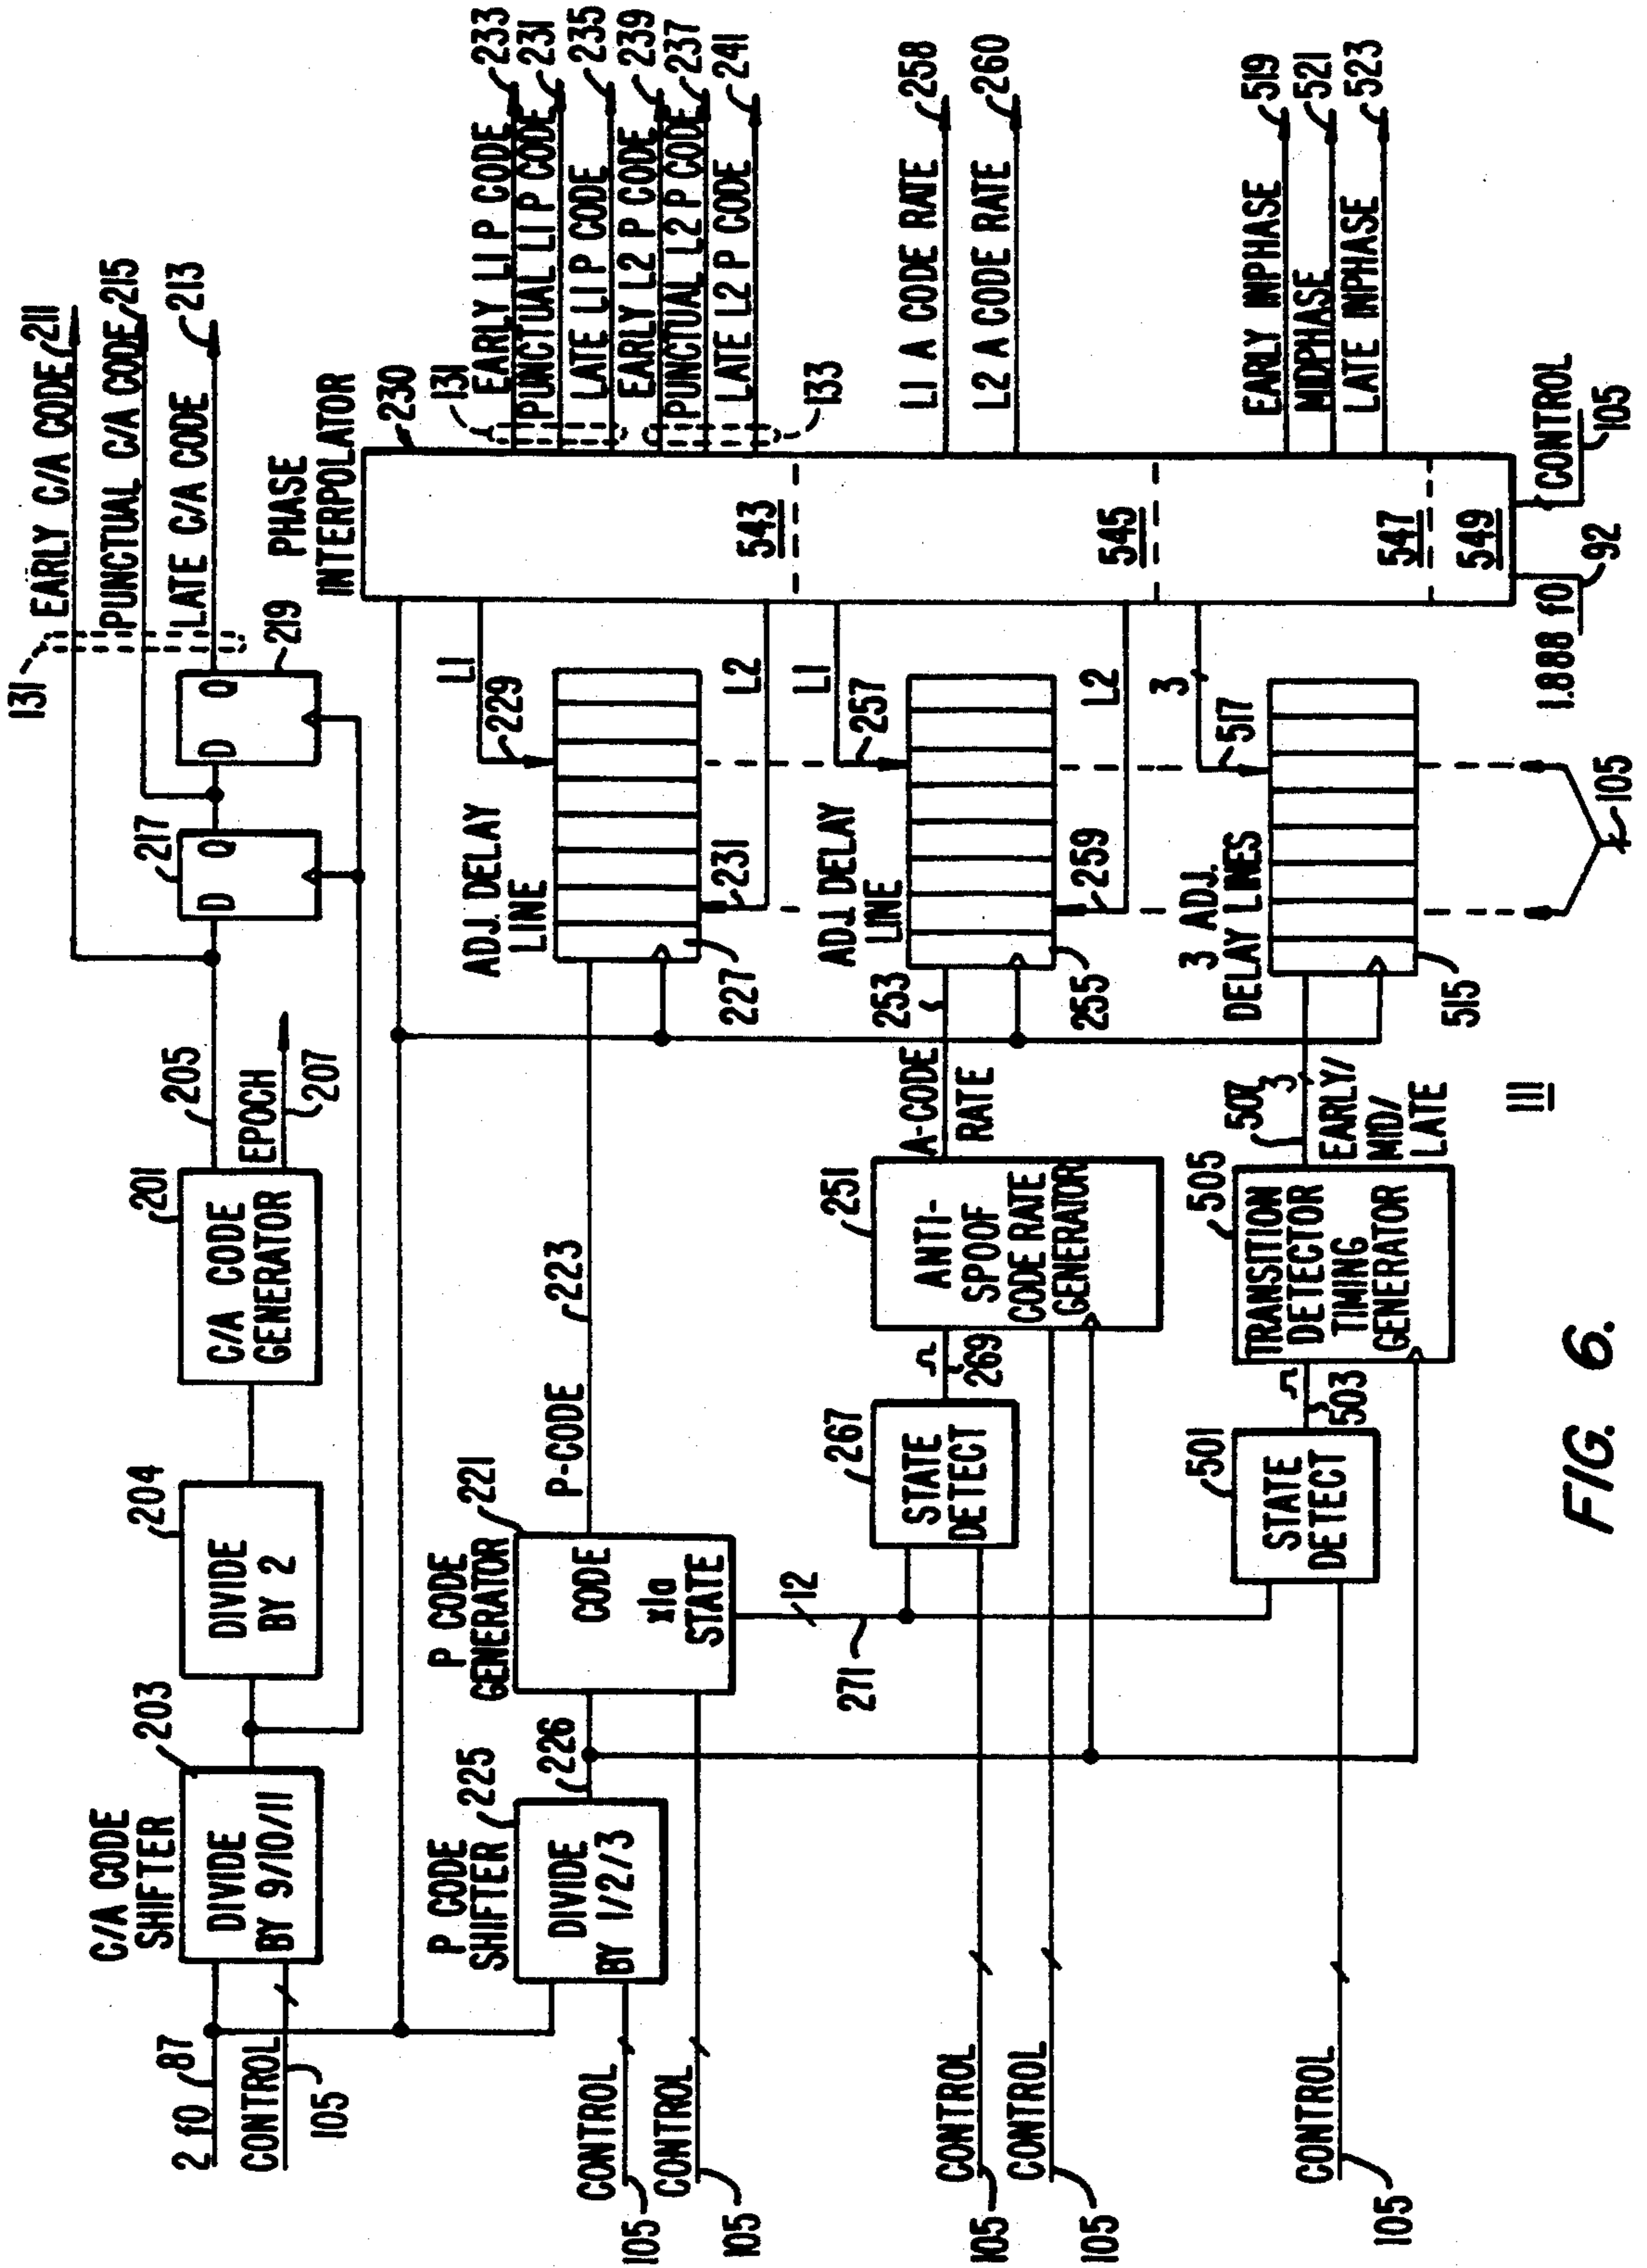 131
EARLY C/A CODE 211
PUNCTUAL C/A CODE 215
LATE C/A CODE 213
C/A CODE
SHIFTER
203
DIVIDE
BY 9/10/11
2 f0
87
CONTROL
105
204
DIVIDE
BY 2
201
C/A CODE
GENERATOR
205
EPOCH
207
217
D Q
219
D Q
PHASE
INTERPOLATOR
230
131
EARLY L1 P CODE 233
PUNCTUAL L1 P CODE 231
LATE L1 P CODE 235
EARLY L2 P CODE 239
PUNCTUAL L2 P CODE 237
LATE L2 P CODE 241
133
P CODE
SHIFTER 225
DIVIDE
BY 1/2/3
226
CONTROL
105
CONTROL
105
P CODE
GENERATOR 221
CODE
x1a
STATE
P-CODE 223
12
271
ADJ. DELAY
LINE
227
L1
229
231
L2
543
L1 A CODE RATE 258
L2 A CODE RATE 260
267
STATE
DETECT
269
CONTROL
105
CONTROL
105
251
ANTI-
SPOOF
CODE RATE
GENERATOR
A-CODE
RATE
253
ADJ. DELAY
LINE
255
L1
257
259
L2
545
501
STATE
DETECT
503
CONTROL
105
505
TRANSITION
DETECTOR
TIMING
GENERATOR
507 3
EARLY/
MID/
LATE
3 ADJ.
DELAY LINES
515
3
517
105
547
EARLY INPHASE 519
MIDPHASE 521
LATE INPHASE 523
549
1.888 f0
92
CONTROL
105
111
FIG. 6.